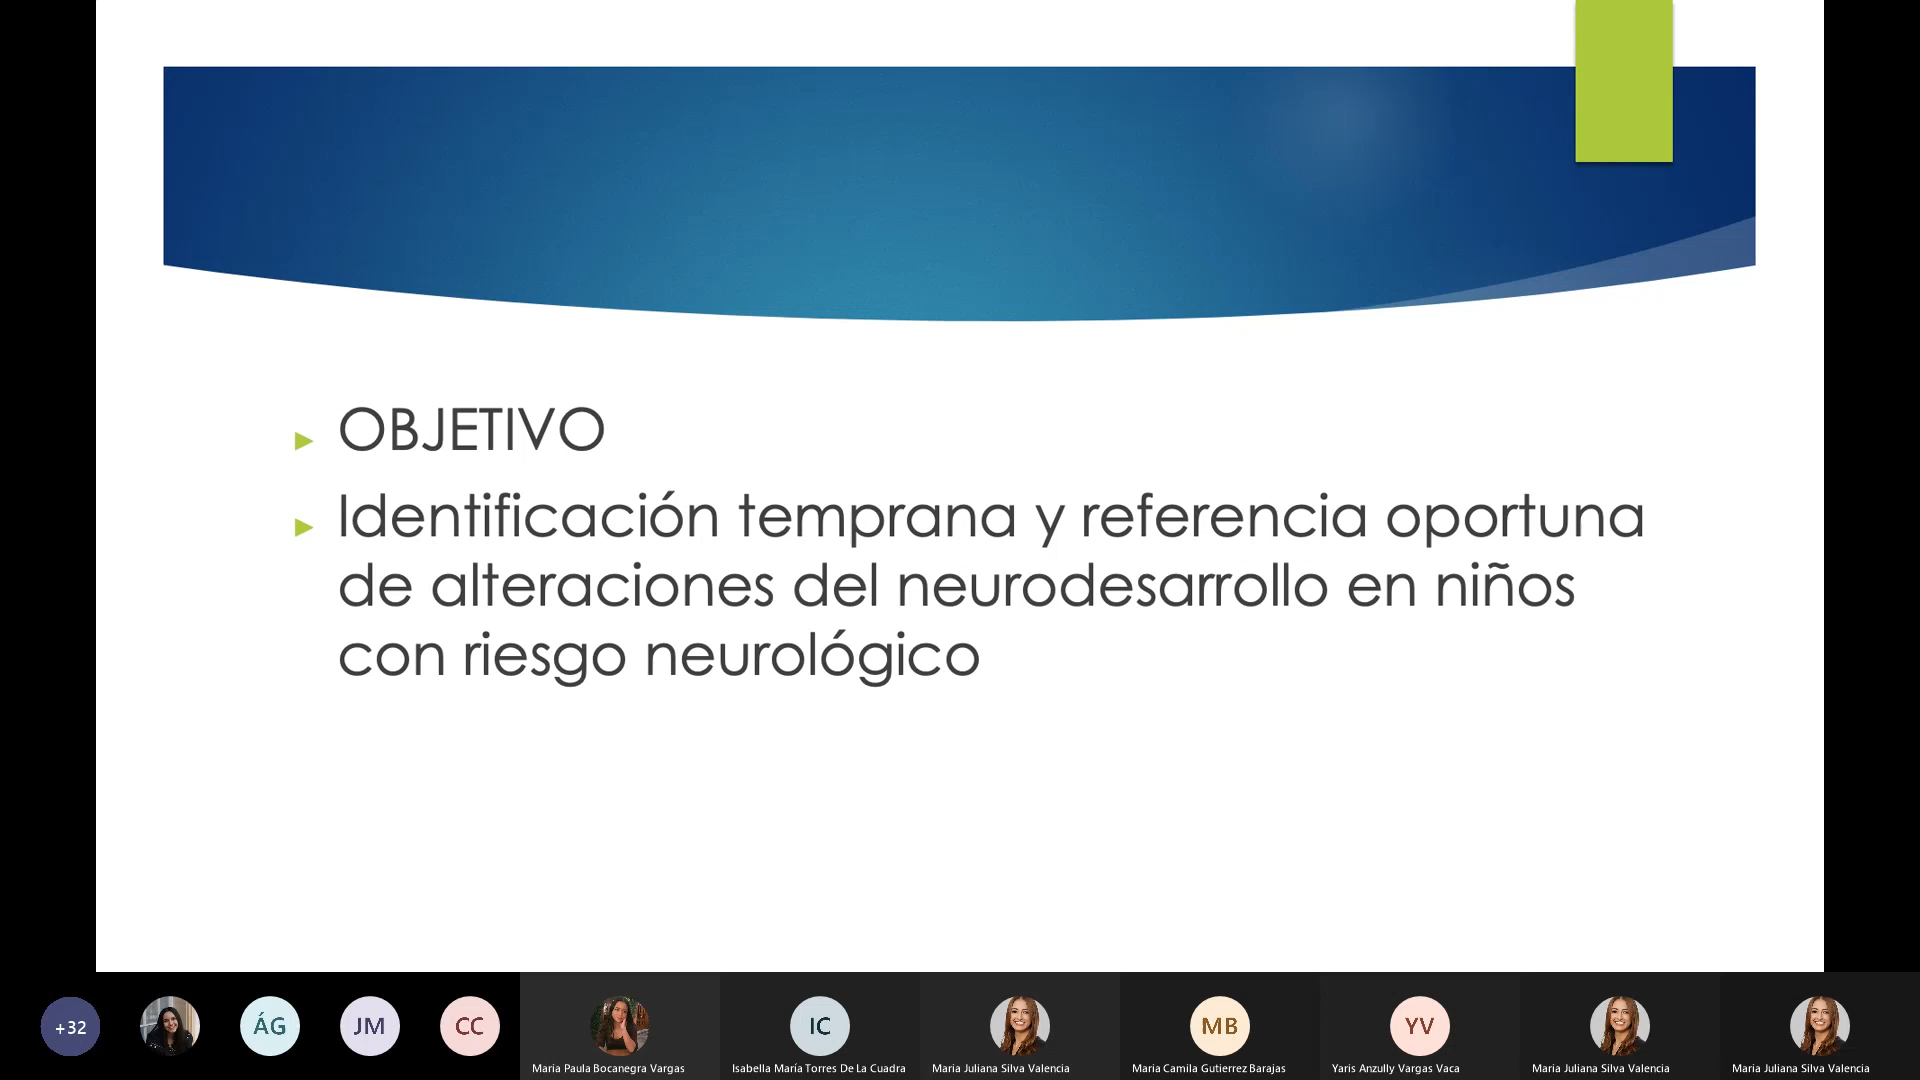 OBJETIVO
Identificación temprana y referencia oportuna
de alteraciones del neurodesarrollo en niños
con riesgo neurológico
+32
ÁG
JM
CC
IC
MB
YV
Maria Paula Bocanegra Vargas
Isabella María Torres De La Cuadra
Maria Juliana Silva Valencia
Maria Camila Gutierrez Barajas
Yaris Anzully Vargas Vaca
Maria Juliana Silva Valencia
Maria Juliana Silva Valencia